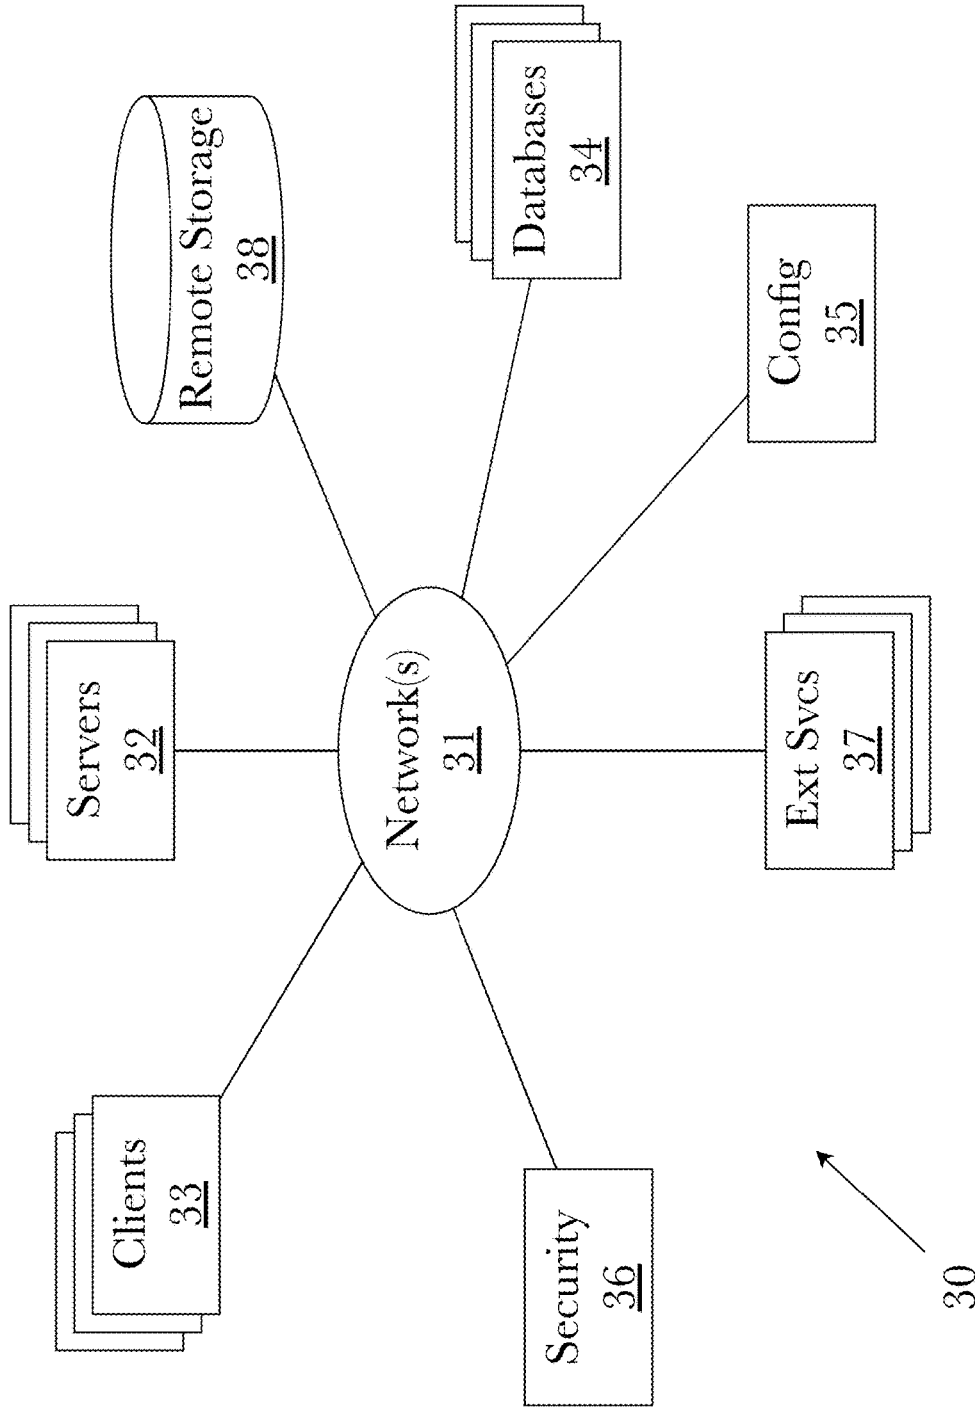 Clients
33
Servers
32
Remote Storage
38
Network(s)
31
Databases
34
Security
36
Ext Svcs
37
Config
35
30